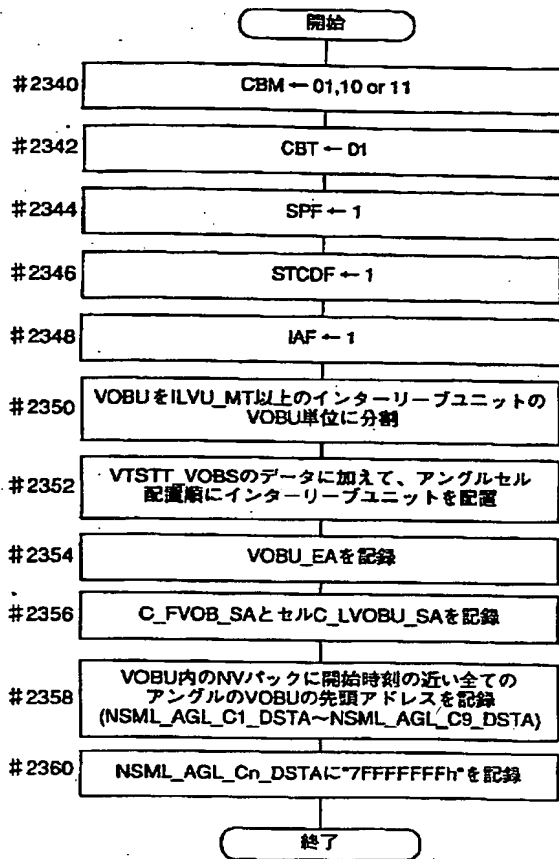 開始
#2340
CBM ← 01,10 or 11
#2342
CBT ← 01
#2344
SPF ← 1
#2346
STCDF ← 1
#2348
IAF ← 1
#2350
VOBUをILVU_MT以上のインターリーブユニットの
VOBU単位に分割
#2352
VTSTT_VOBSのデータに加えて、アングルセル
配置順にインターリーブユニットを配置
#2354
VOBU_EAを記録
#2356
C_FVOB_SAとセルC_LVOBU_SAを記録
#2358
VOBU内のNVパックに開始時刻の近い全ての
アングルのVOBUの先頭アドレスを記録
(NSML_AGL_C1_DSTA～NSML_AGL_C9_DSTA)
#2360
NSML_AGL_Cn_DSTAに"7FFFFFFFh"を記録
終了